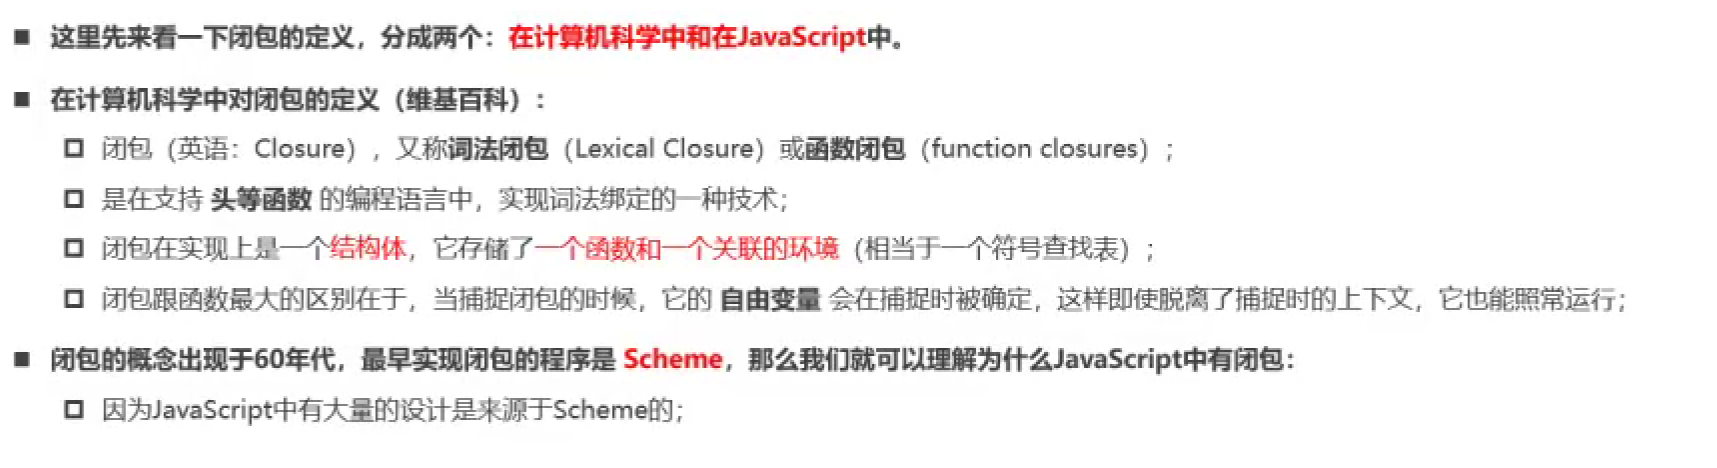 这里先来看一下闭包的定义，分成两个：在计算机科学中和在JavaScript中。
在计算机科学中对闭包的定义（维基百科）：
闭包（英语：Closure），又称词法闭包（Lexical Closure）或函数闭包（function closures）；
是在支持 头等函数 的编程语言中，实现词法绑定的一种技术；
闭包在实现上是一个结构体，它存储了一个函数和一个关联的环境（相当于一个符号查找表）；
闭包跟函数最大的区别在于，当捕捉闭包的时候，它的 自由变量 会在捕捉时被确定，这样即使脱离了捕捉时的上下文，它也能照常运行；
闭包的概念出现于60年代，最早实现闭包的程序是 Scheme，那么我们就可以理解为什么JavaScript中有闭包：
因为JavaScript中有大量的设计是来源于Scheme的；